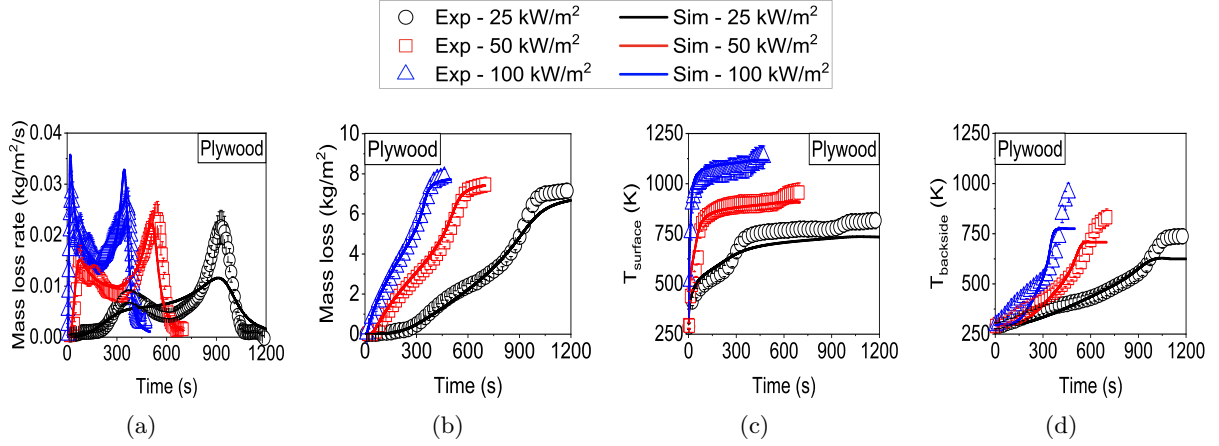 Exp - 25 kW/m² Sim - 25 kW/m²
Exp - 50 kW/m² Sim - 50 kW/m²
Exp - 100 kW/m² Sim - 100 kW/m²
Mass loss rate (kg/m²/s)
0.04
0.03
0.02
0.01
0.00
Plywood
0 300 600 900 1200
Time (s)
(a)
Mass loss (kg/m²)
10
8
6
4
2
0
Plywood
0 300 600 900 1200
Time (s)
(b)
T surface (K)
1250
1000
750
500
250
Plywood
0 300 600 900 1200
Time (s)
(c)
T backside (K)
1250
1000
750
500
250
Plywood
0 300 600 900 1200
Time (s)
(d)